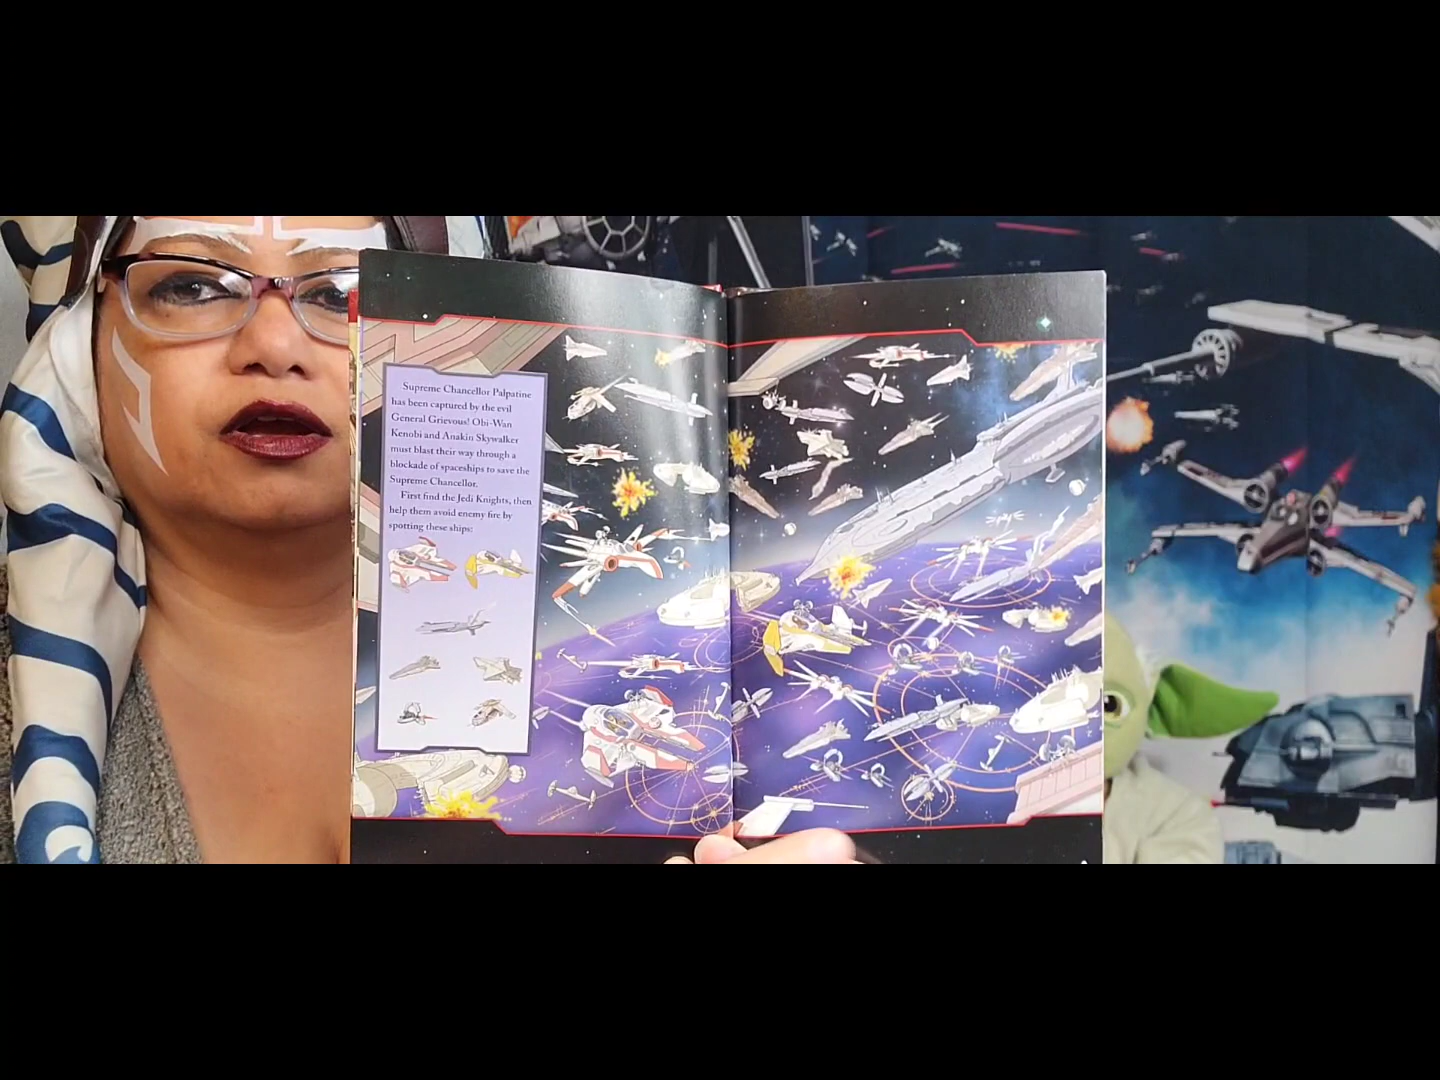 Supreme Chancellor Palpatine
has been captured by the evil
General Grievous! Obi-Wan
Kenobi and Anakin Skywalker
must blast their way through a
blockade of spaceships to save the
Supreme Chancellor.
First find the Jedi Knights, then
help them avoid enemy fire by
spotting these ships: